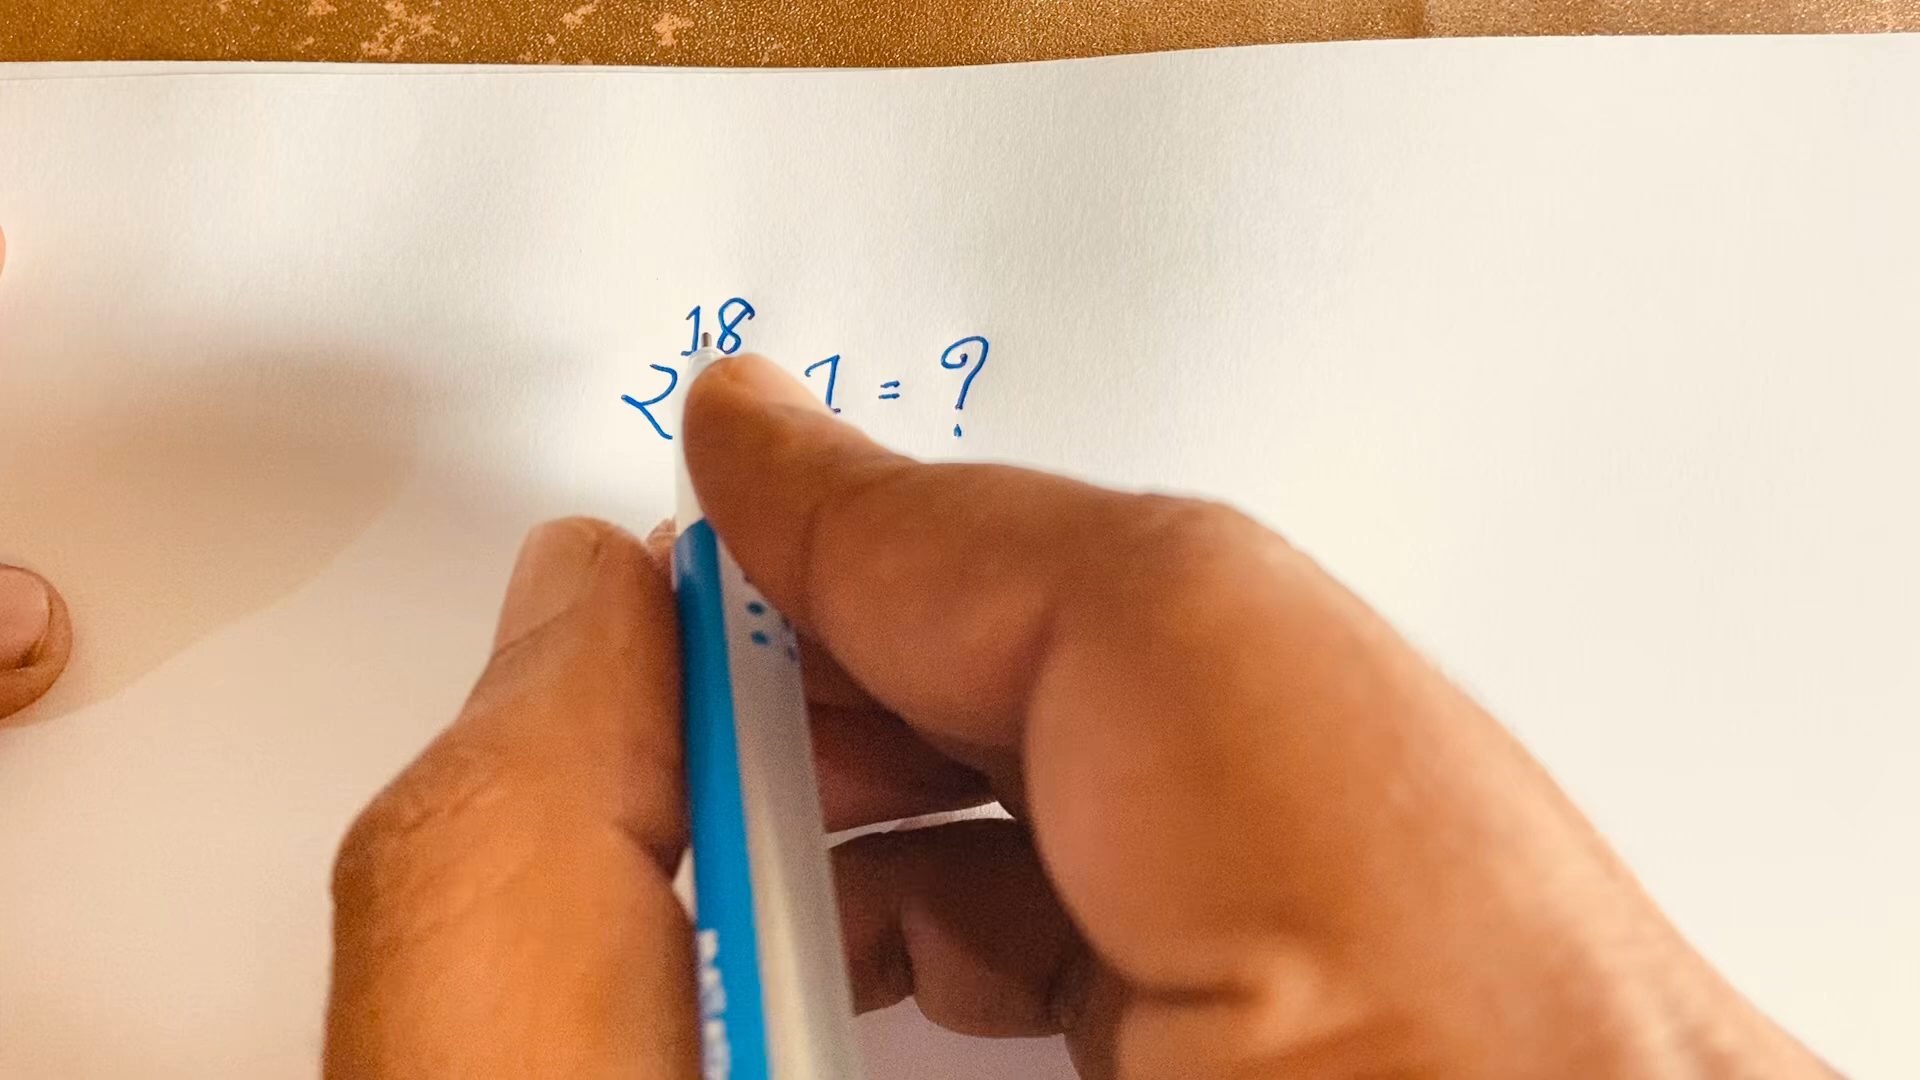 2¹⁸ 1 = ?